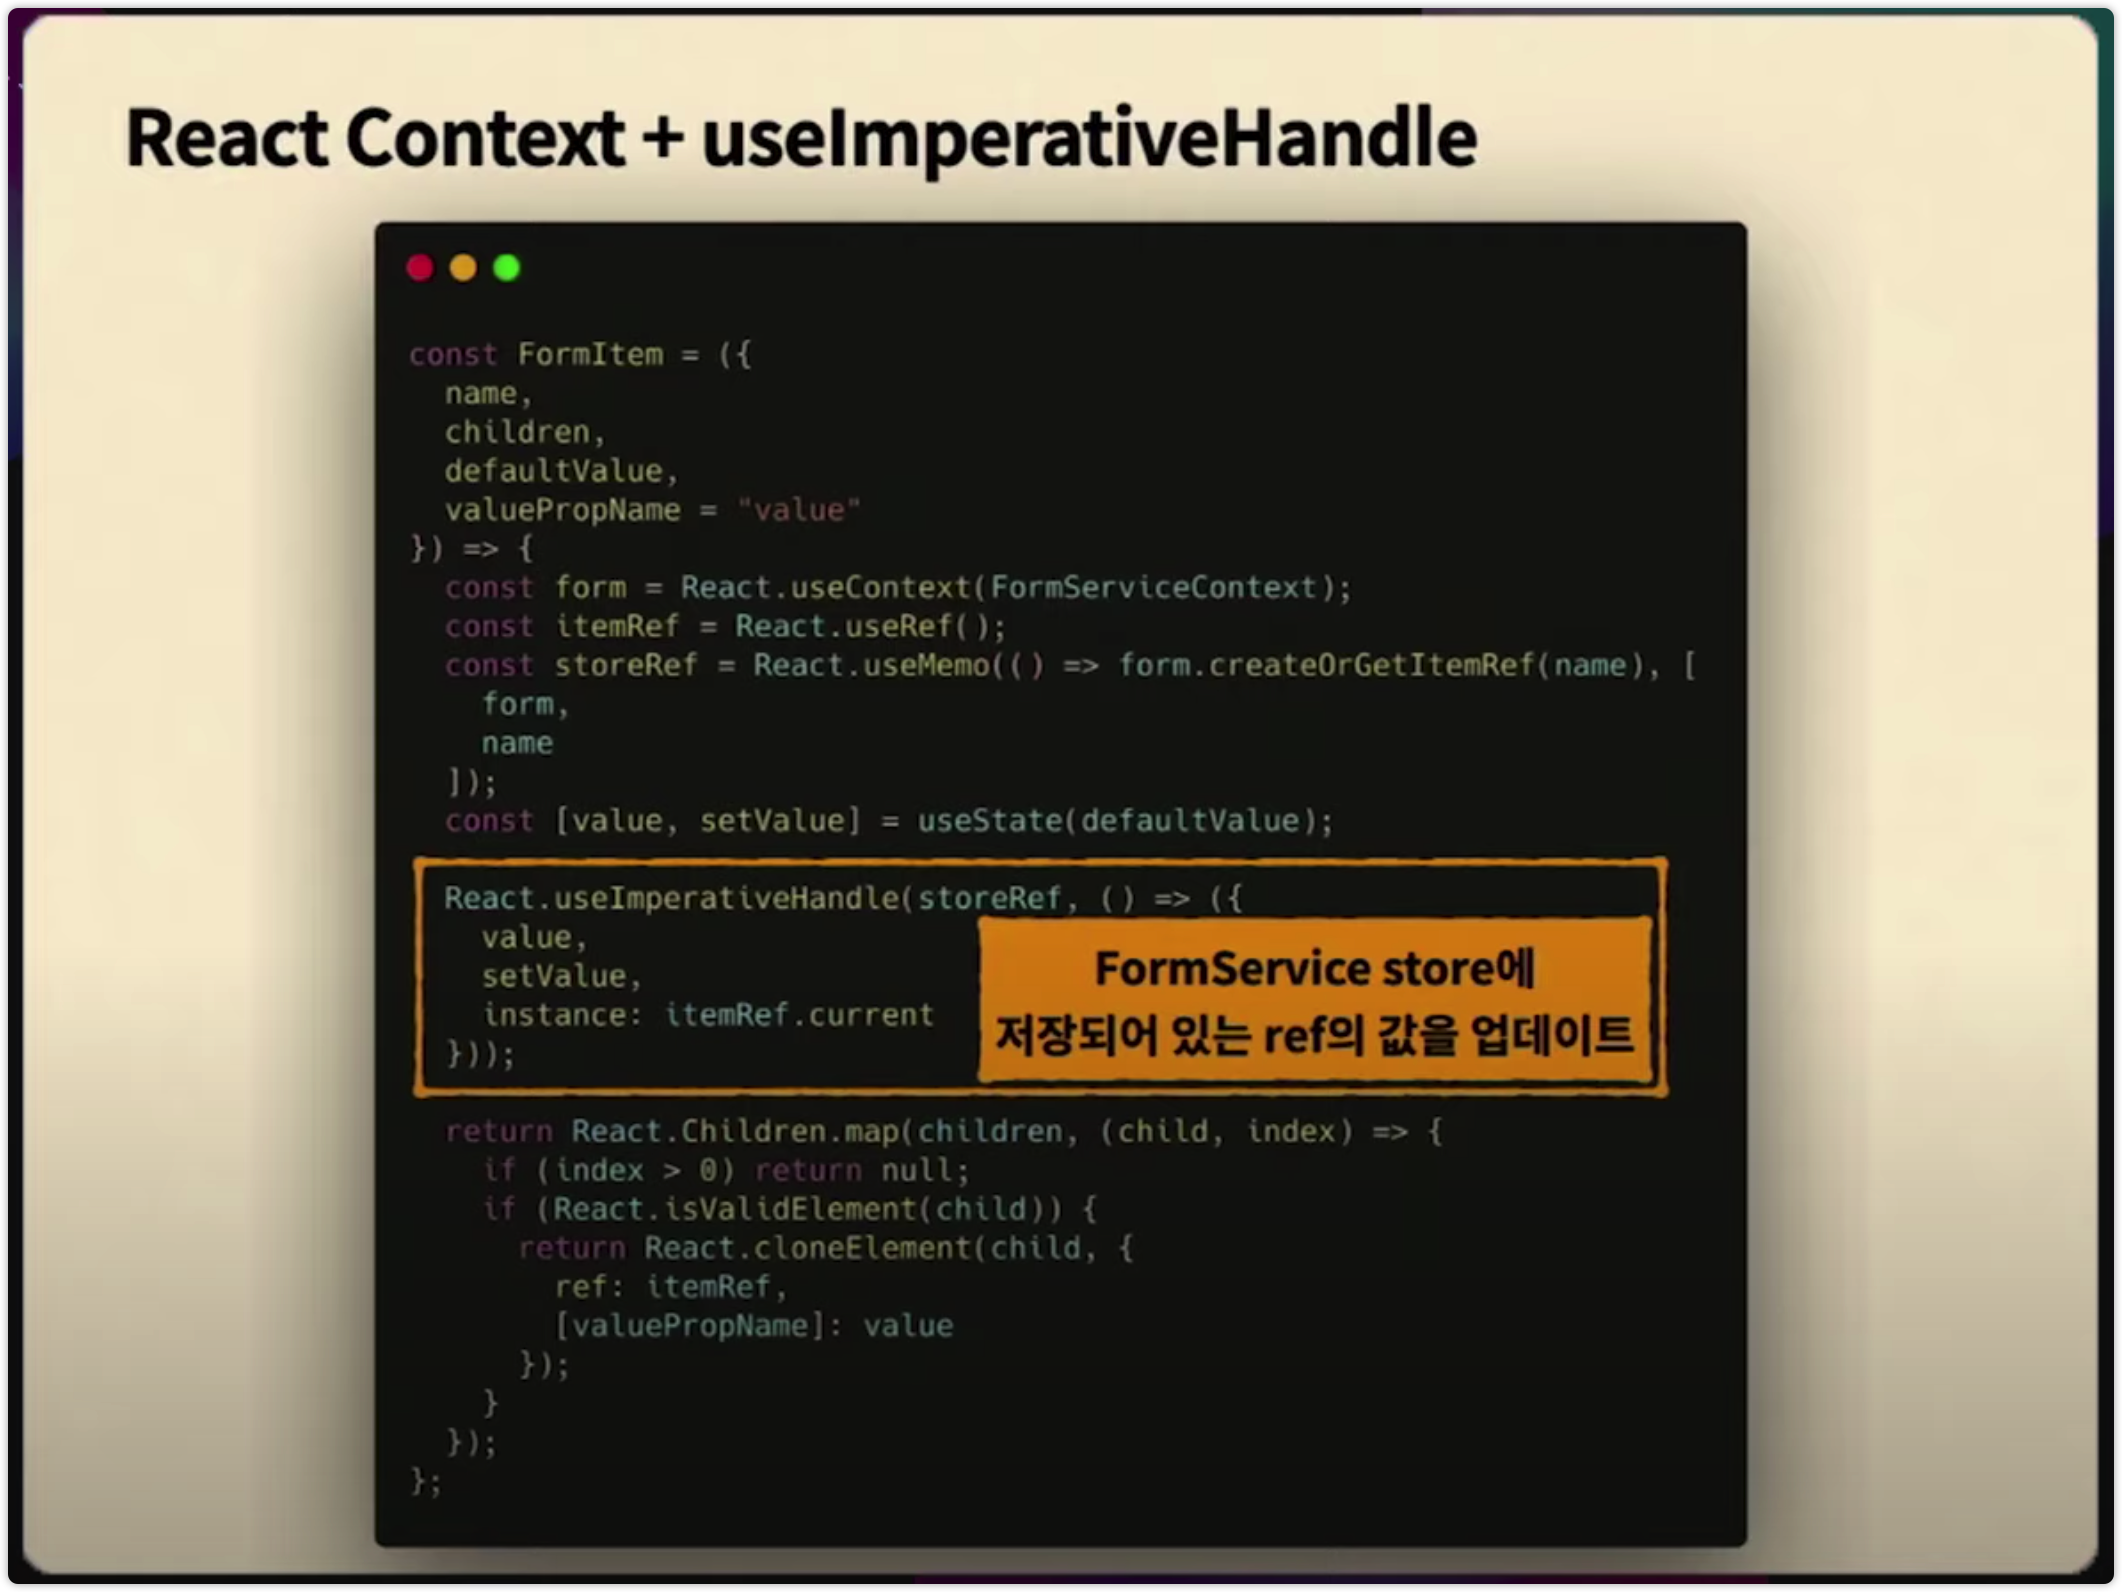 React Context + useImperativeHandle
const FormItem = ({
  name,
  children,
  defaultValue,
  valuePropName = "value"
}) => {
  const form = React.useContext(FormServiceContext);
  const itemRef = React.useRef();
  const storeRef = React.useMemo(() => form.createOrGetItemRef(name), [
    form,
    name
  ]);
  const [value, setValue] = useState(defaultValue);
  React.useImperativeHandle(storeRef, () => ({
    value,
    setValue,
    instance: itemRef.current
  }));
FormService store에
저장되어 있는 ref의 값을 업데이트
  return React.Children.map(children, (child, index) => {
    if (index > 0) return null;
    if (React.isValidElement(child)) {
      return React.cloneElement(child, {
        ref: itemRef,
        [valuePropName]: value
      });
    }
  });
};